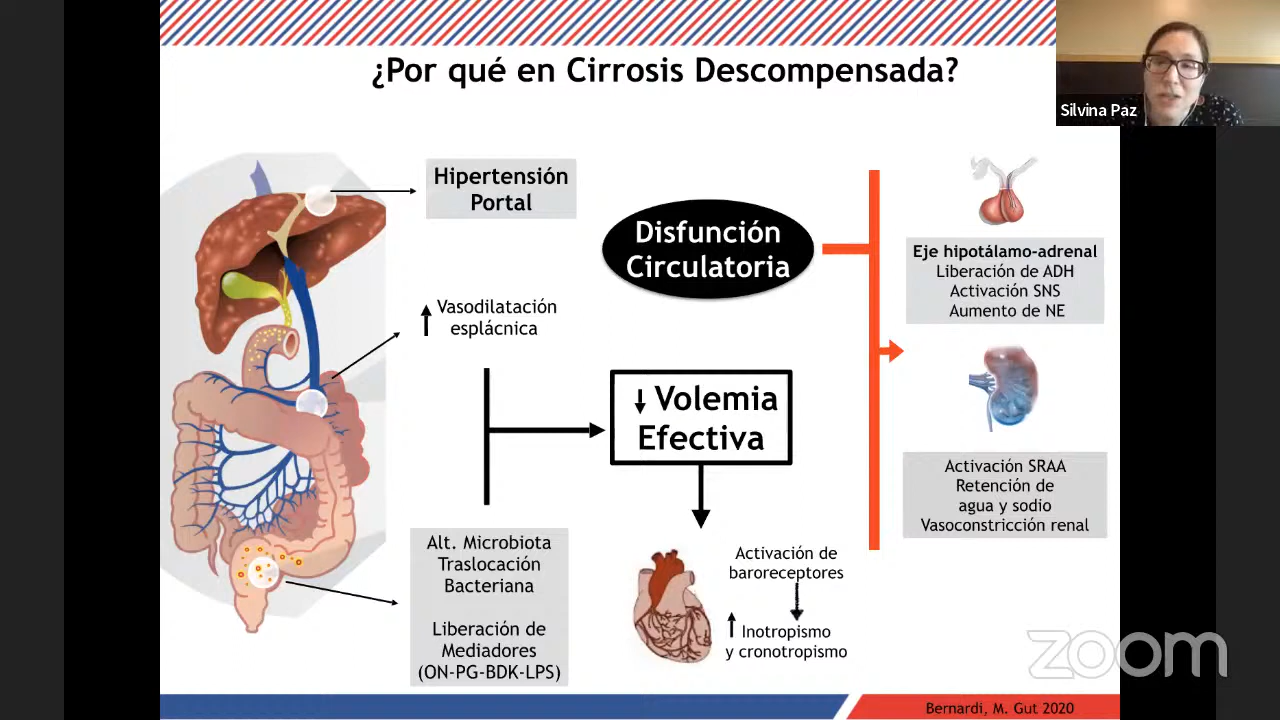 ¿Por qué en Cirrosis Descompensada?
Silvina Paz
Hipertensión
Portal
Vasodilatación
esplácnica
Alt. Microbiota
Traslocación
Bacteriana
Liberación de
Mediadores
(ON-PG-BDK-LPS)
Disfunción
Circulatoria
Volemia
Efectiva
Activación de
baroreceptores
Inotropismo
y cronotropismo
Eje hipotálamo-adrenal
Liberación de ADH
Activación SNS
Aumento de NE
Activación SRAA
Retención de
agua y sodio
Vasoconstricción renal
zoom
Bernardi, M. Gut 2020